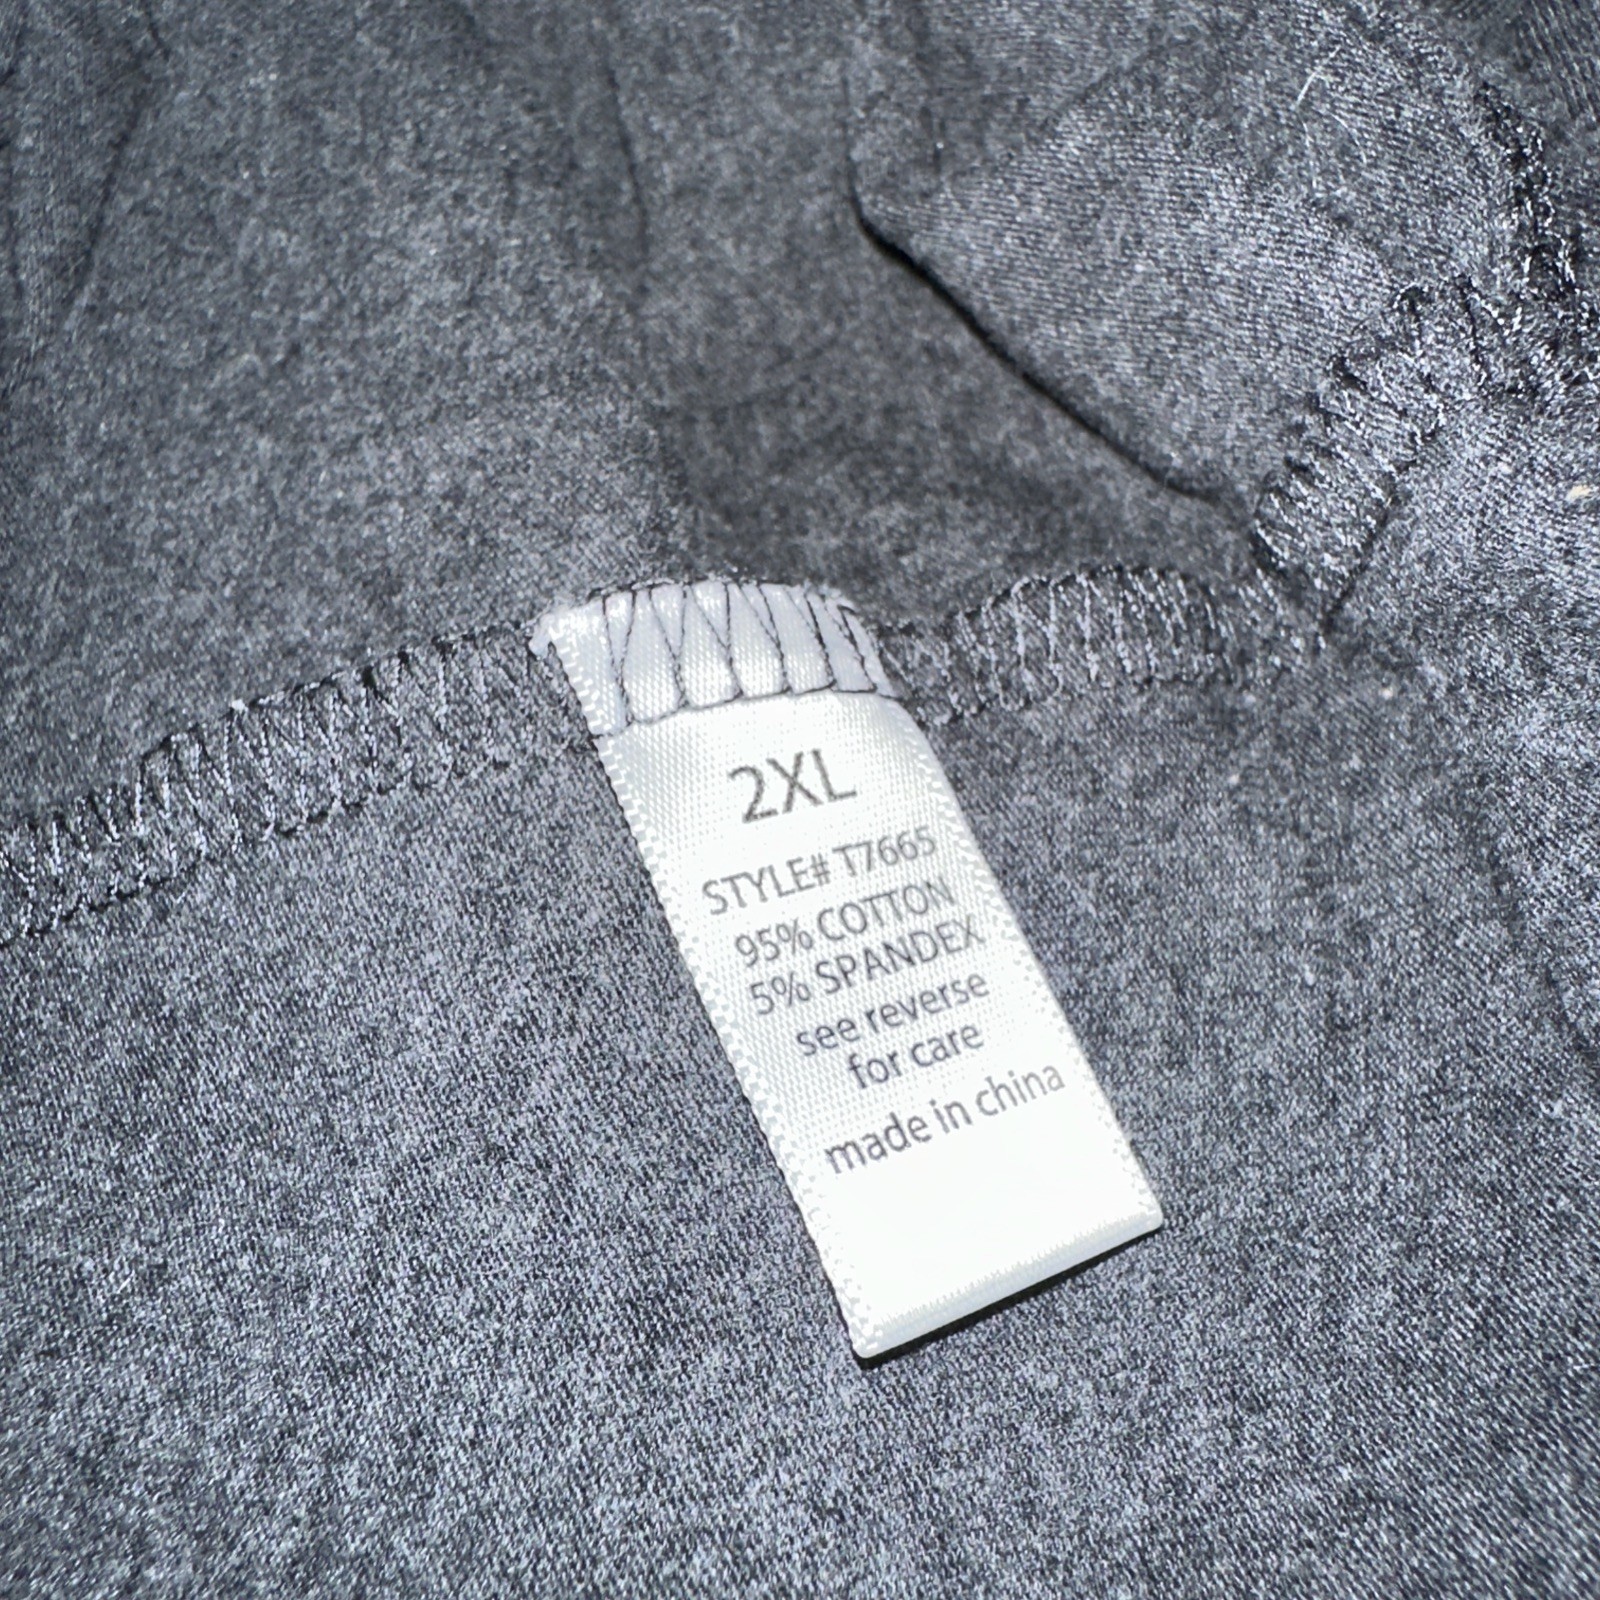 2XL
STYLE# T7665
95% COTTON
5% SPANDEX
see reverse
for care
made in china